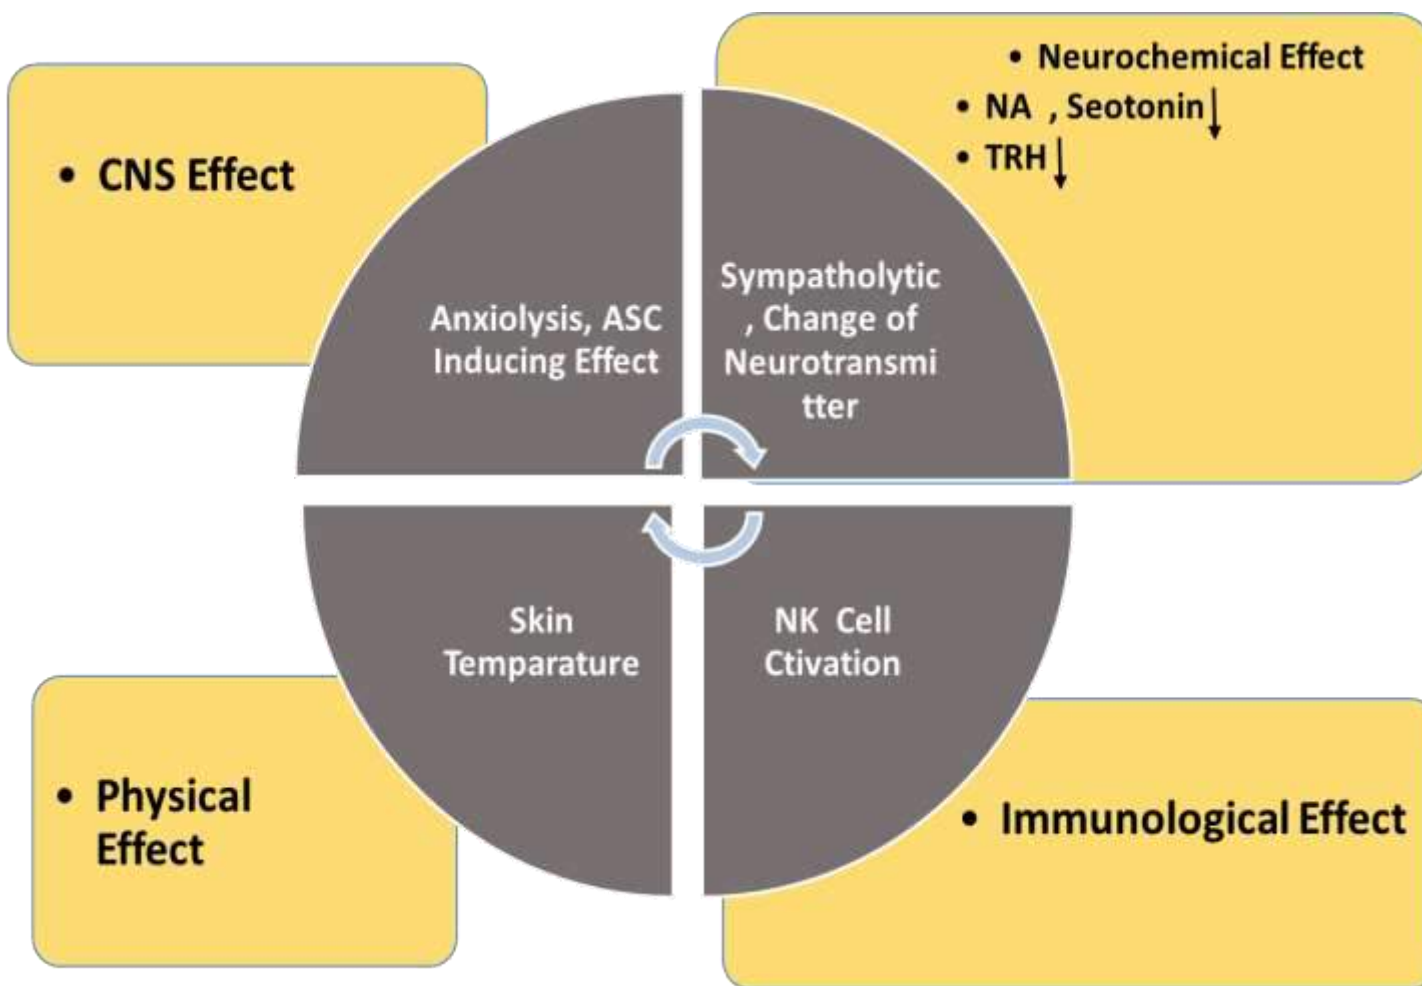 • CNS Effect
• Neurochemical Effect
• NA , Seotonin↓
• TRH↓
Anxiolysis, ASC
Inducing Effect
Sympatholytic
, Change of
Neurotransmi
tter
Skin
Temparature
NK Cell
Ctivation
• Physical
Effect
• Immunological Effect